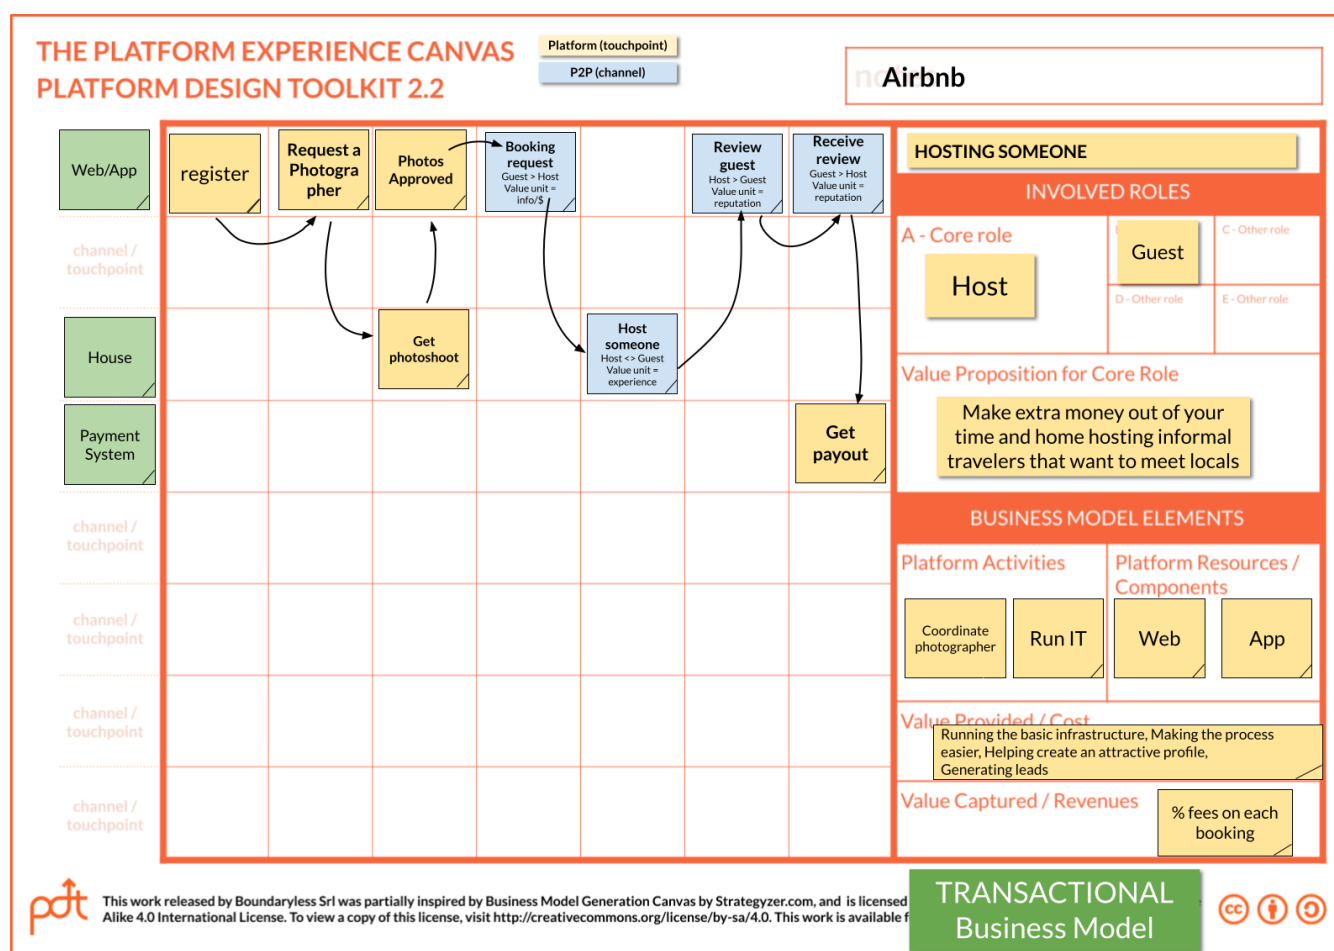 THE PLATFORM EXPERIENCE CANVAS
PLATFORM DESIGN TOOLKIT 2.2
Platform (touchpoint)
P2P (channel)
Airbnb
Web/App
register
Request a
Photogra
pher
Photos
Approved
Booking
request
Guest > Host
Value unit =
info/$
Review
guest
Host > Guest
Value unit =
reputation
Receive
review
Guest > Host
Value unit =
reputation
channel /
touchpoint
House
Get
photoshoot
Host
someone
Host <> Guest
Value unit =
experience
Payment
System
Get
payout
channel /
touchpoint
channel /
touchpoint
channel /
touchpoint
channel /
touchpoint
HOSTING SOMEONE
INVOLVED ROLES
A - Core role
Host
Guest
C - Other role
D - Other role
E - Other role
Value Proposition for Core Role
Make extra money out of your
time and home hosting informal
travelers that want to meet locals
BUSINESS MODEL ELEMENTS
Platform Activities
Platform Resources /
Components
Coordinate
photographer
Run IT
Web
App
Value Provided / Cost
Running the basic infrastructure, Making the process
easier, Helping create an attractive profile,
Generating leads
Value Captured / Revenues
% fees on each
booking
pdt
This work released by Boundaryless Srl was partially inspired by Business Model Generation Canvas by Strategyzer.com, and is licensed
Alike 4.0 International License. To view a copy of this license, visit http://creativecommons.org/license/by-sa/4.0. This work is available
TRANSACTIONAL
Business Model
cc